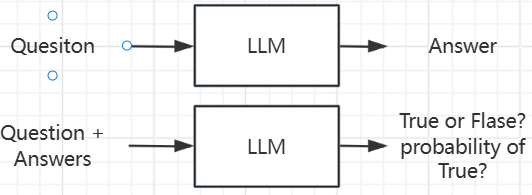 Quesiton
LLM
Answer
Question +
Answers
LLM
True or Flase?
probability of
True?